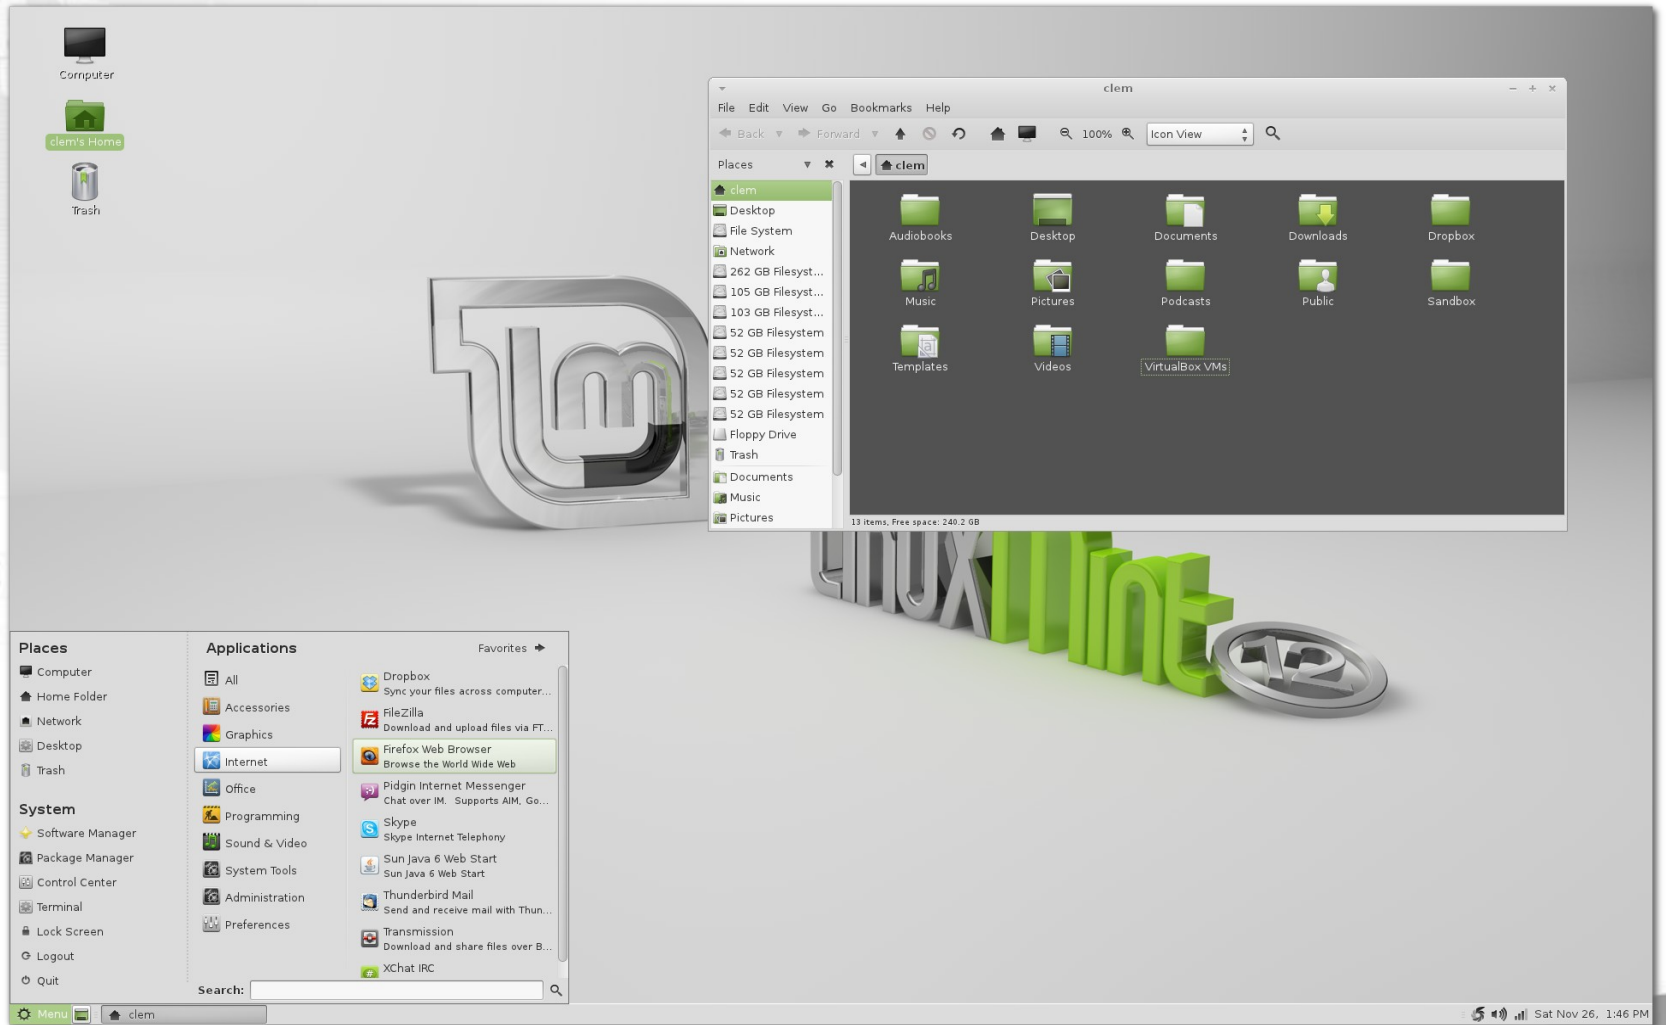 Computer
clem's Home
Trash
clem
File Edit View Go Bookmarks Help
Back Forward 100% Icon View
Places clem
clem
Desktop
File System
Network
262 GB Filesyst...
105 GB Filesyst...
103 GB Filesyst...
52 GB Filesystem
52 GB Filesystem
52 GB Filesystem
52 GB Filesystem
52 GB Filesystem
Floppy Drive
Trash
Documents
Music
Pictures
Audiobooks Desktop Documents Downloads Dropbox
Music Pictures Podcasts Public Sandbox
Templates Videos VirtualBox VMs
13 items, Free space: 240.2 GB
Linux Mint 12
Places
Computer
Home Folder
Network
Desktop
Trash
System
Software Manager
Package Manager
Control Center
Terminal
Lock Screen
Logout
Quit
Applications Favorites
All
Accessories
Graphics
Internet
Office
Programming
Sound & Video
System Tools
Administration
Preferences
Dropbox
Sync your files across computer...
FileZilla
Download and upload files via FT...
Firefox Web Browser
Browse the World Wide Web
Pidgin Internet Messenger
Chat over IM. Supports AIM, Go...
Skype
Skype Internet Telephony
Sun Java 6 Web Start
Sun Java 6 Web Start
Thunderbird Mail
Send and receive mail with Thun...
Transmission
Download and share files over B...
XChat IRC
Search:
Menu clem Sat Nov 26, 1:46 PM